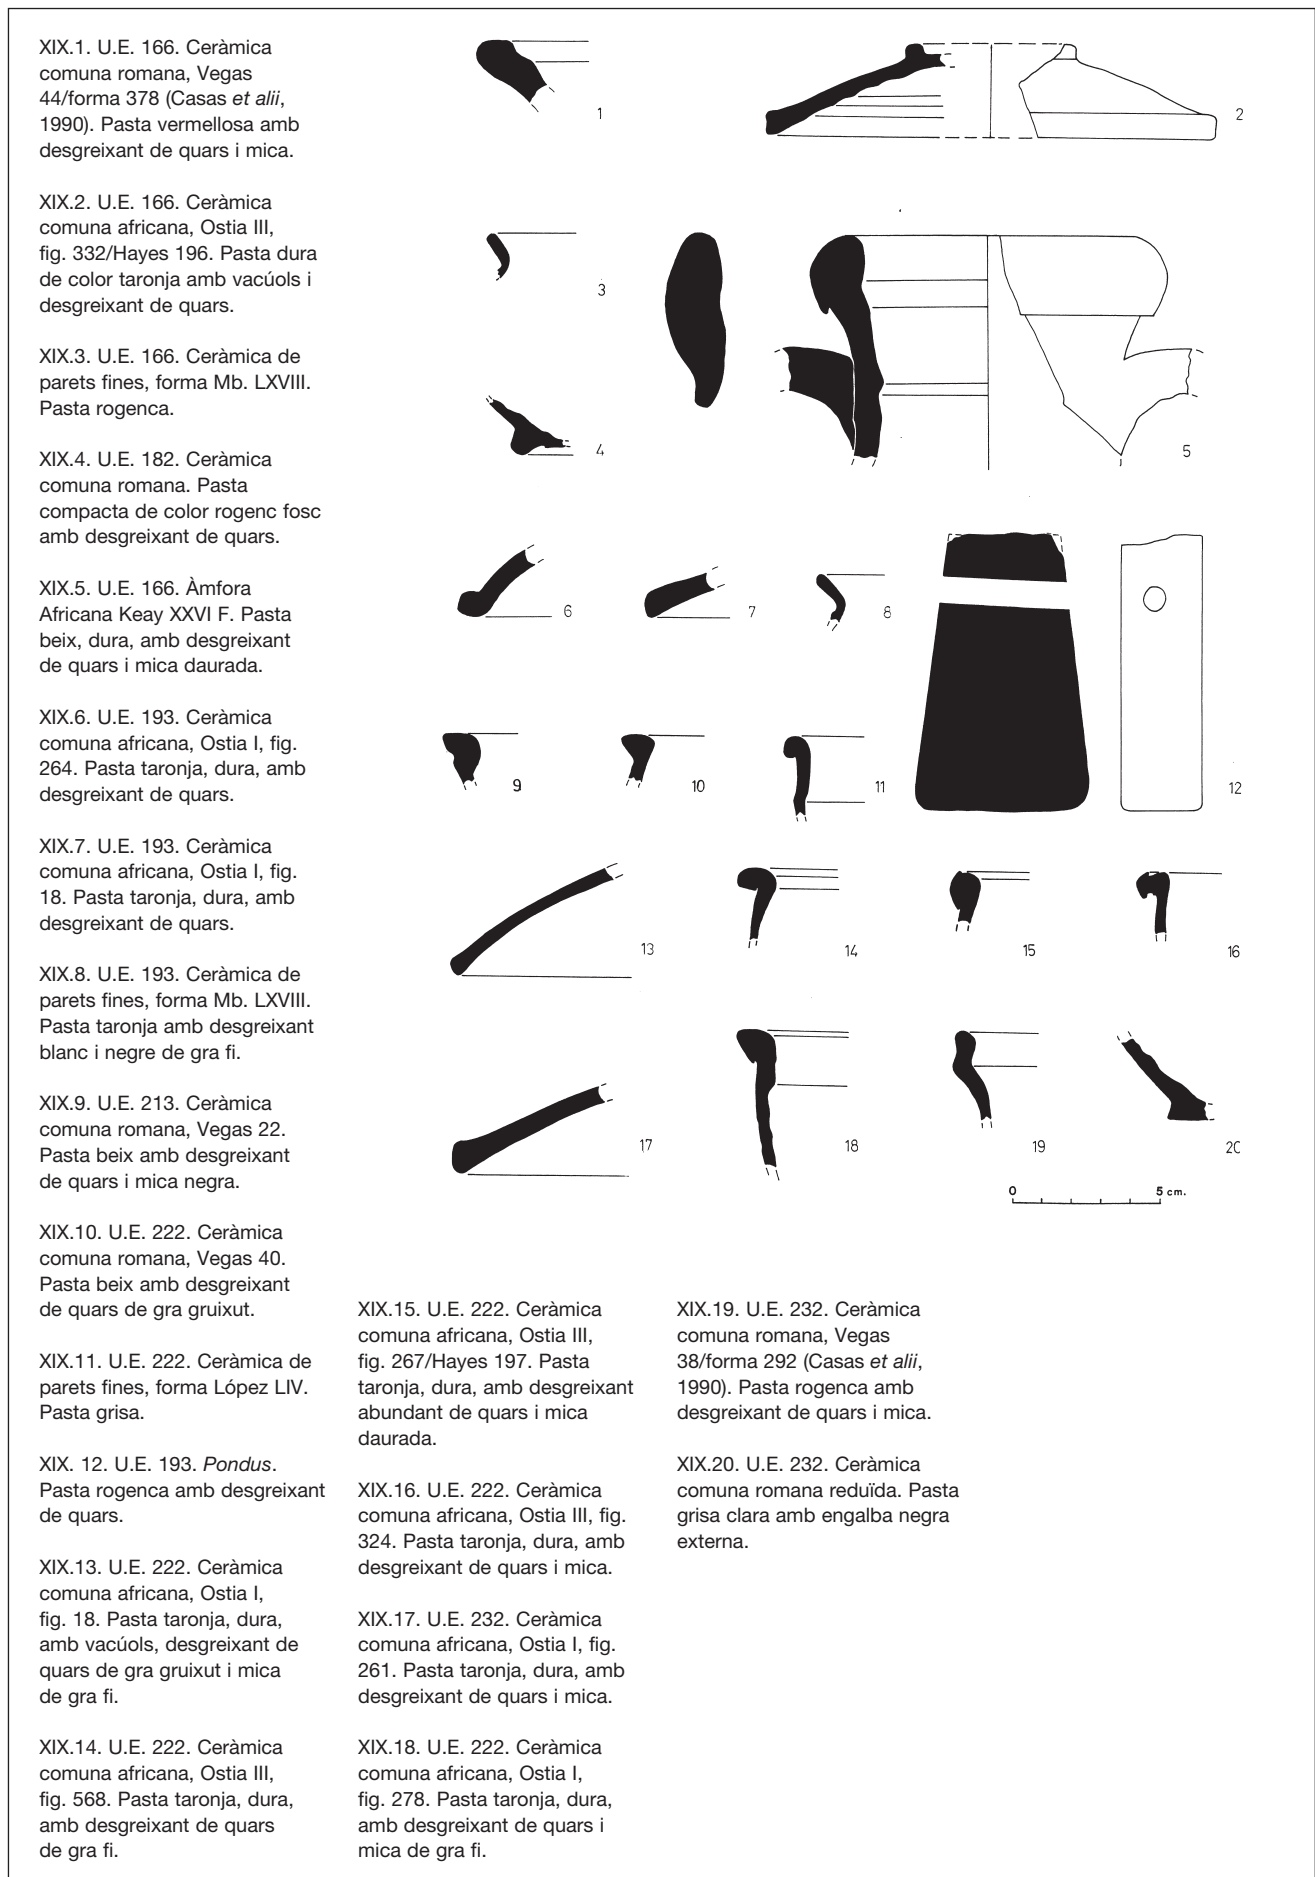 XIX.1. U.E. 166. Ceràmica
comuna romana, Vegas
44/forma 378 (Casas et alii,
1990). Pasta vermellosa amb
desgreixant de quars i mica.
XIX.2. U.E. 166. Ceràmica
comuna africana, Ostia III,
fig. 332/Hayes 196. Pasta dura
de color taronja amb vacúols i
desgreixant de quars.
XIX.3. U.E. 166. Ceràmica de
parets fines, forma Mb. LXVIII.
Pasta rogenca.
XIX.4. U.E. 182. Ceràmica
comuna romana. Pasta
compacta de color rogenc fosc
amb desgreixant de quars.
XIX.5. U.E. 166. Àmfora
Africana Keay XXVI F. Pasta
beix, dura, amb desgreixant
de quars i mica daurada.
XIX.6. U.E. 193. Ceràmica
comuna africana, Ostia I, fig.
264. Pasta taronja, dura, amb
desgreixant de quars.
XIX.7. U.E. 193. Ceràmica
comuna africana, Ostia I, fig.
18. Pasta taronja, dura, amb
desgreixant de quars.
XIX.8. U.E. 193. Ceràmica de
parets fines, forma Mb. LXVIII.
Pasta taronja amb desgreixant
blanc i negre de gra fi.
XIX.9. U.E. 213. Ceràmica
comuna romana, Vegas 22.
Pasta beix amb desgreixant
de quars i mica negra.
XIX.10. U.E. 222. Ceràmica
comuna romana, Vegas 40.
Pasta beix amb desgreixant
de quars de gra gruixut.
XIX.11. U.E. 222. Ceràmica de
parets fines, forma López LIV.
Pasta grisa.
XIX. 12. U.E. 193. Pondus.
Pasta rogenca amb desgreixant
de quars.
XIX.13. U.E. 222. Ceràmica
comuna africana, Ostia I,
fig. 18. Pasta taronja, dura,
amb vacúols, desgreixant de
quars de gra gruixut i mica
de gra fi.
XIX.14. U.E. 222. Ceràmica
comuna africana, Ostia III,
fig. 568. Pasta taronja, dura,
amb desgreixant de quars
de gra fi.
XIX.15. U.E. 222. Ceràmica
comuna africana, Ostia III,
fig. 267/Hayes 197. Pasta
taronja, dura, amb desgreixant
abundant de quars i mica
daurada.
XIX.16. U.E. 222. Ceràmica
comuna africana, Ostia III, fig.
324. Pasta taronja, dura, amb
desgreixant de quars i mica.
XIX.17. U.E. 232. Ceràmica
comuna africana, Ostia I, fig.
261. Pasta taronja, dura, amb
desgreixant de quars i mica.
XIX.18. U.E. 222. Ceràmica
comuna africana, Ostia I,
fig. 278. Pasta taronja, dura,
amb desgreixant de quars i
mica de gra fi.
XIX.19. U.E. 232. Ceràmica
comuna romana, Vegas
38/forma 292 (Casas et alii,
1990). Pasta rogenca amb
desgreixant de quars i mica.
XIX.20. U.E. 232. Ceràmica
comuna romana reduïda. Pasta
grisa clara amb engalba negra
externa.
1
2
3
4
5
6
7
8
9
10
11
12
13
14
15
16
17
18
19
20
0 5 cm.